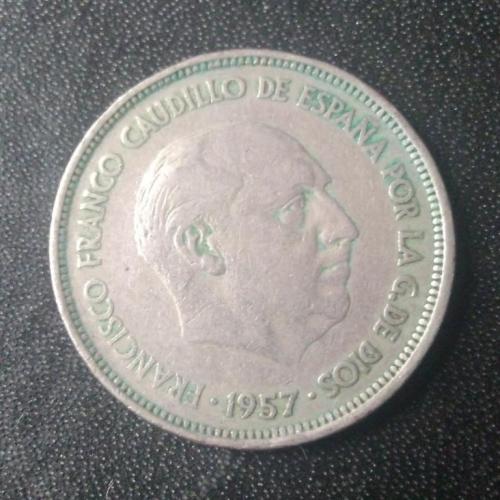 FRANCISCO FRANCO CAUDILLO DE ESPAÑA POR LA G. DE DIOS
· 1957 ·